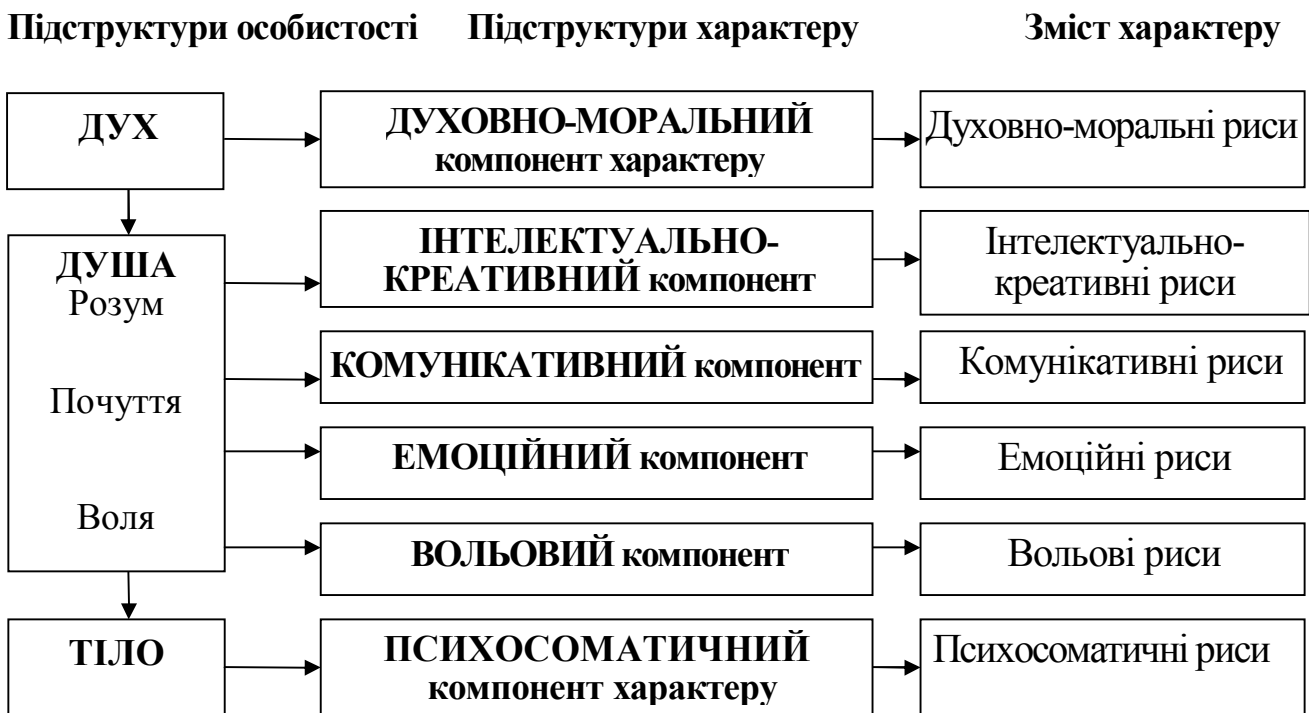 Підструктури особистості Підструктури характеру Зміст характеру
ДУХ
ДУХОВНО-МОРАЛЬНИЙ
компонент характеру
Духовно-моральні риси
ДУША
Розум
Почуття
Воля
ІНТЕЛЕКТУАЛЬНО-
КРЕАТИВНИЙ компонент
Інтелектуально-
креативні риси
КОМУНІКАТИВНИЙ компонент
Комунікативні риси
ЕМОЦІЙНИЙ компонент
Емоційні риси
ВОЛЬОВИЙ компонент
Вольові риси
ТІЛО
ПСИХОСОМАТИЧНИЙ
компонент характеру
Психосоматичні риси